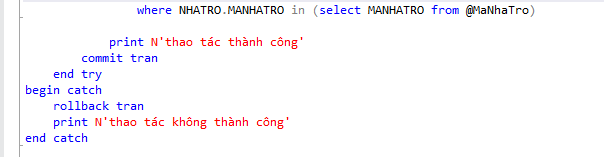 where NHATRO.MANHATRO in (select MANHATRO from @MaNhaTro)
print N'thao tác thành công'
commit tran
end try
begin catch
rollback tran
print N'thao tác không thành công'
end catch